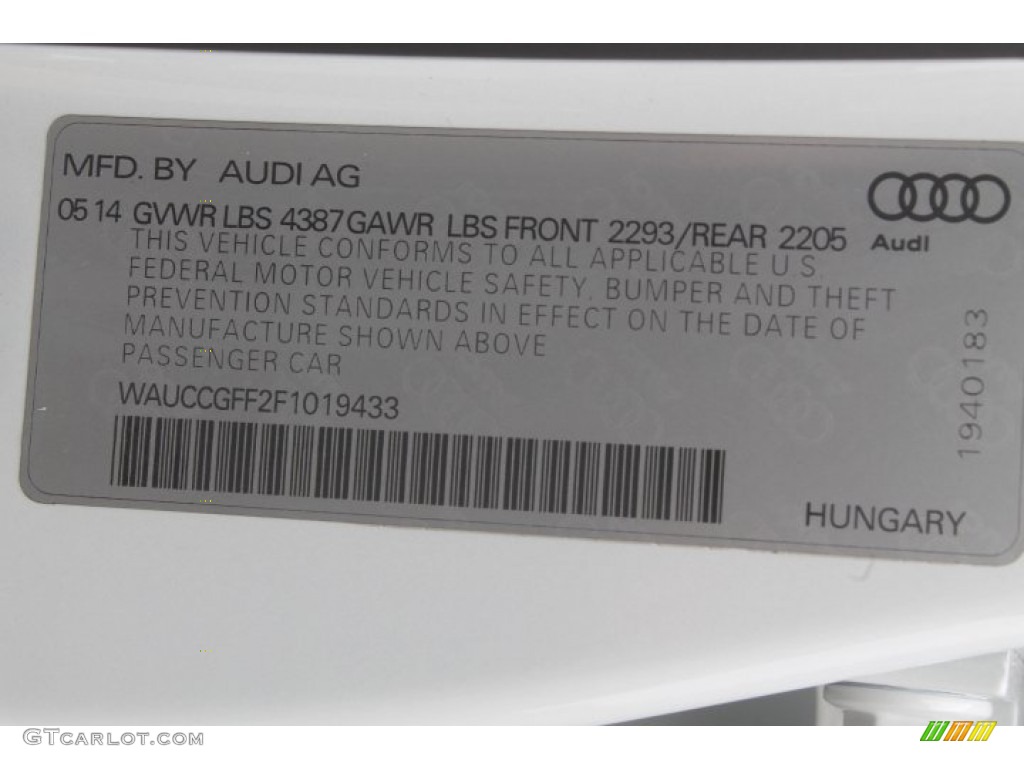 MFD. BY AUDI AG
0514 GVWR LBS 4387 GAWR LBS FRONT 2293/REAR 2205
Audi
THIS VEHICLE CONFORMS TO ALL APPLICABLE U.S.
FEDERAL MOTOR VEHICLE SAFETY, BUMPER AND THEFT
PREVENTION STANDARDS IN EFFECT ON THE DATE OF
MANUFACTURE SHOWN ABOVE
PASSENGER CAR
WAUCCGFF2F1019433
1940183
HUNGARY
GTCarlot.com